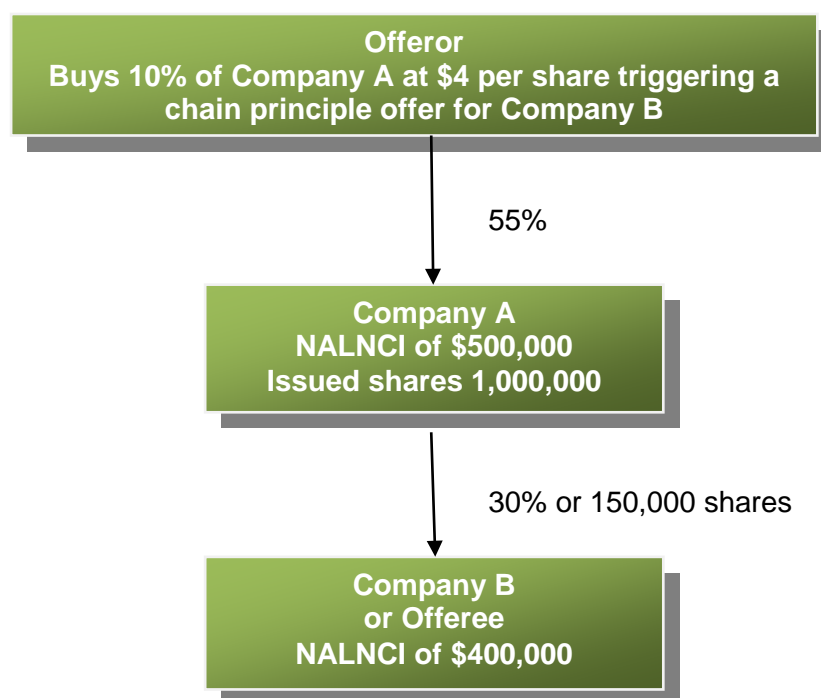 Offeror
Buys 10% of Company A at $4 per share triggering a
chain principle offer for Company B
55%
Company A
NALNCI of $500,000
Issued shares 1,000,000
30% or 150,000 shares
Company B
or Offeree
NALNCI of $400,000